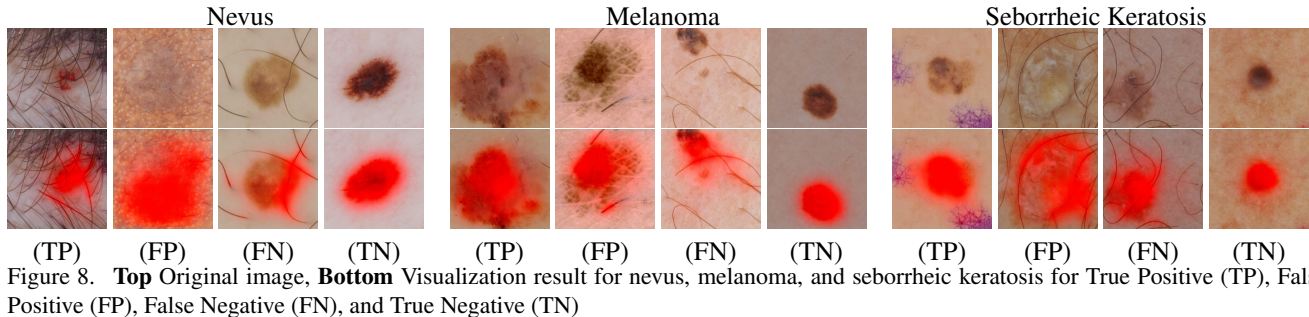 Nevus Melanoma Seborrheic Keratosis
(TP) (FP) (FN) (TN) (TP) (FP) (FN) (TN) (TP) (FP) (FN) (TN)
Figure 8. Top Original image, Bottom Visualization result for nevus, melanoma, and seborrheic keratosis for True Positive (TP), Fal
Positive (FP), False Negative (FN), and True Negative (TN)